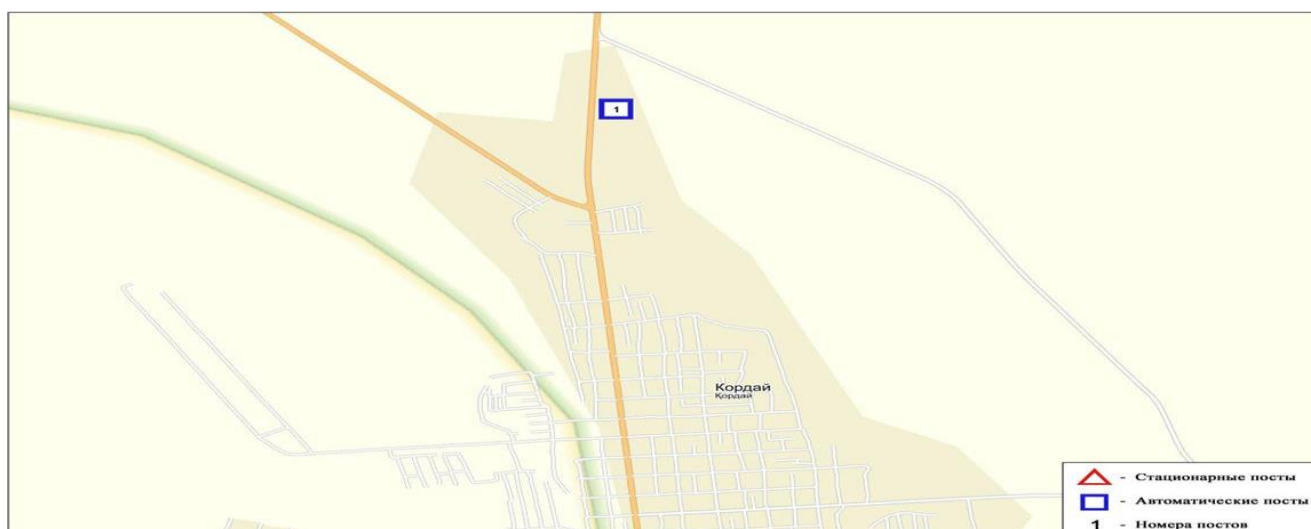 1
Кордай
Қордай
- Стационарные посты
- Автоматические посты
1 - Номера постов